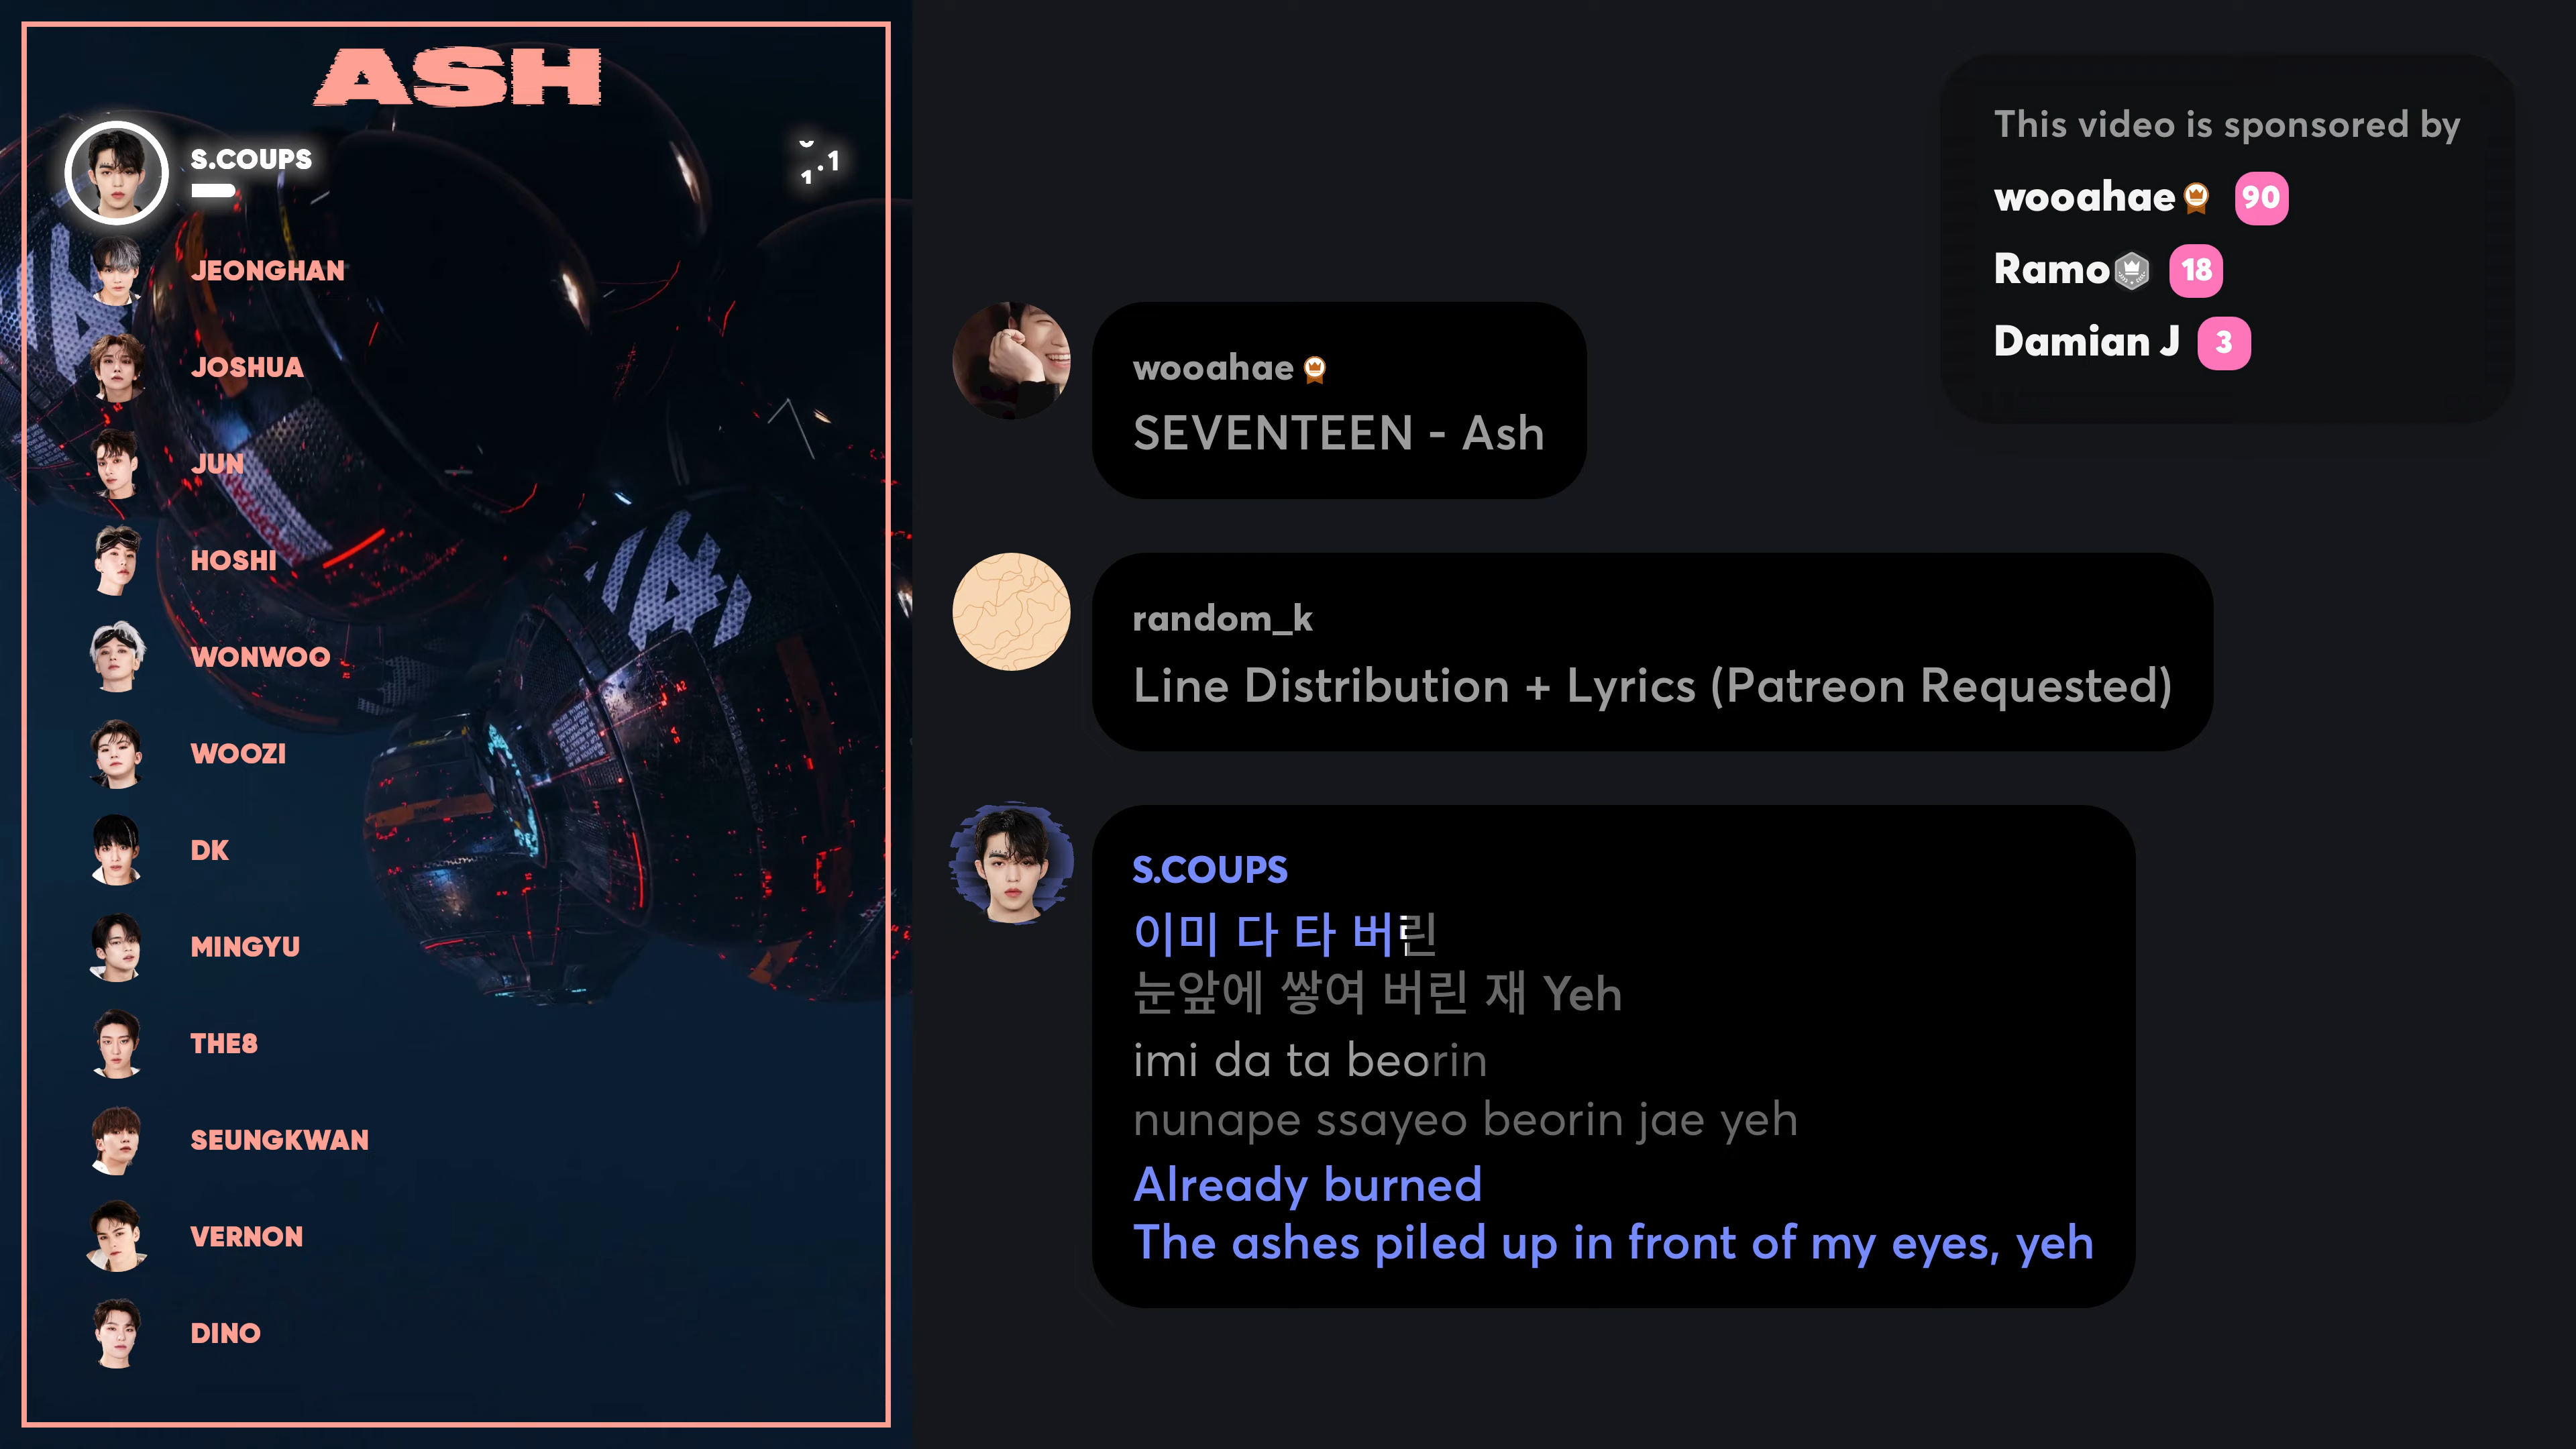 ASH
S.COUPS
JEONGHAN
JOSHUA
JUN
HOSHI
WONWOO
WOOZI
DK
MINGYU
THE8
SEUNGKWAN
VERNON
DINO
This video is sponsored by
wooahae 90
Ramo 18
Damian J 3
wooahae
SEVENTEEN - Ash
random_k
Line Distribution + Lyrics (Patreon Requested)
S.COUPS
이미 다 타 버린
눈앞에 쌓여 버린 재 Yeh
imi da ta beorin
nunape ssayeo beorin jae yeh
Already burned
The ashes piled up in front of my eyes, yeh